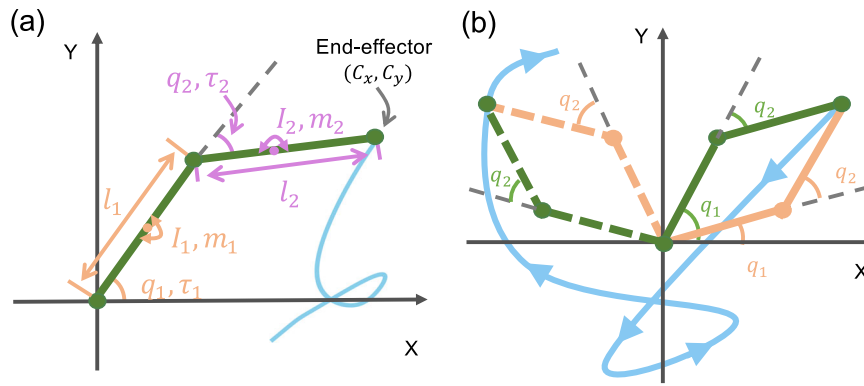 (a)
Y
End-effector
(Cₓ, Cᵧ)
q₂, τ₂
I₂, m₂
l₂
l₁
I₁, m₁
q₁, τ₁
X
(b)
Y
q₂
q₂
q₂
q₂
q₁
q₁
X